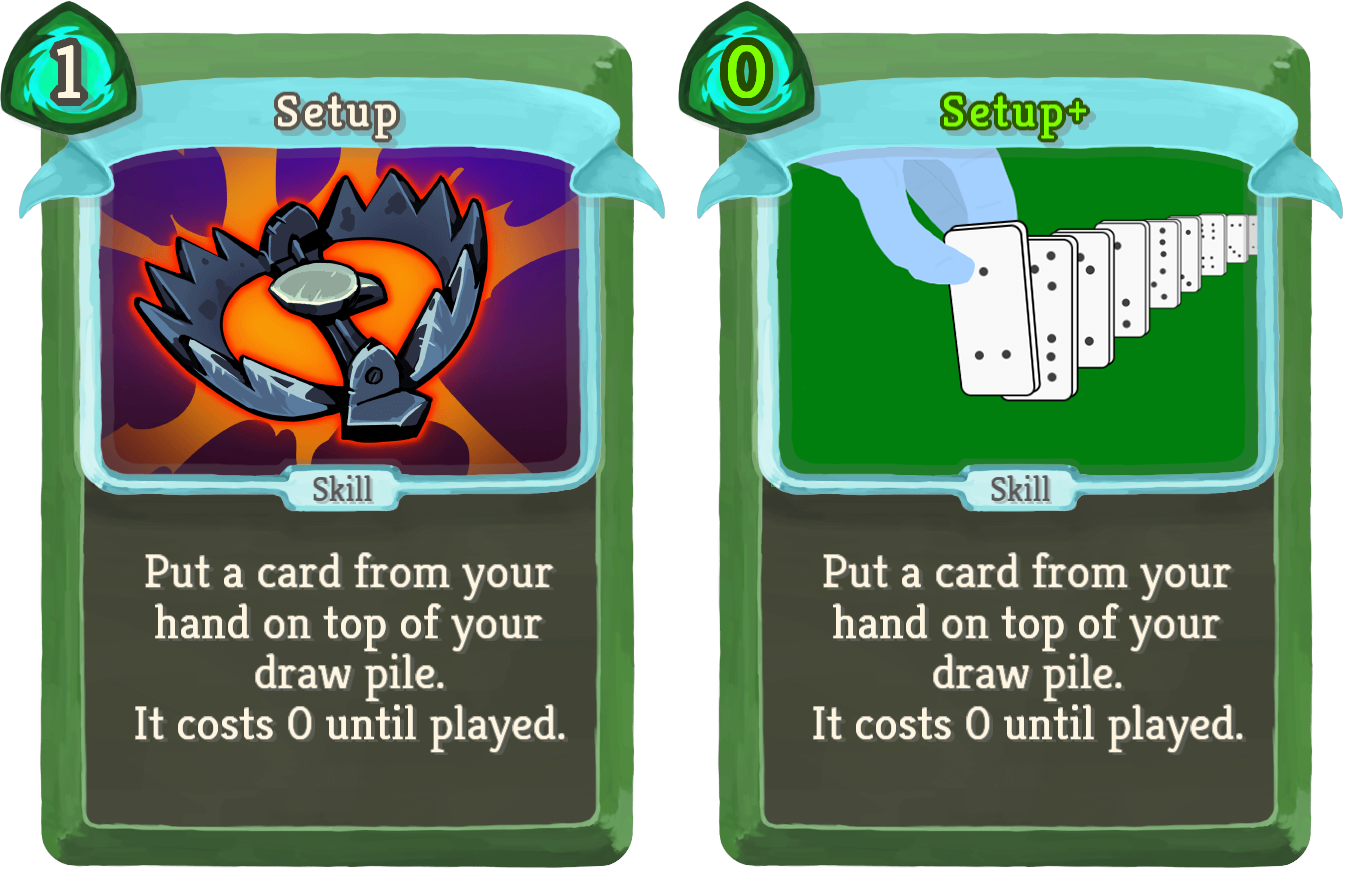 1
Setup
Skill
Put a card from your
hand on top of your
draw pile.
It costs 0 until played.
0
Setup+
Skill
Put a card from your
hand on top of your
draw pile.
It costs 0 until played.